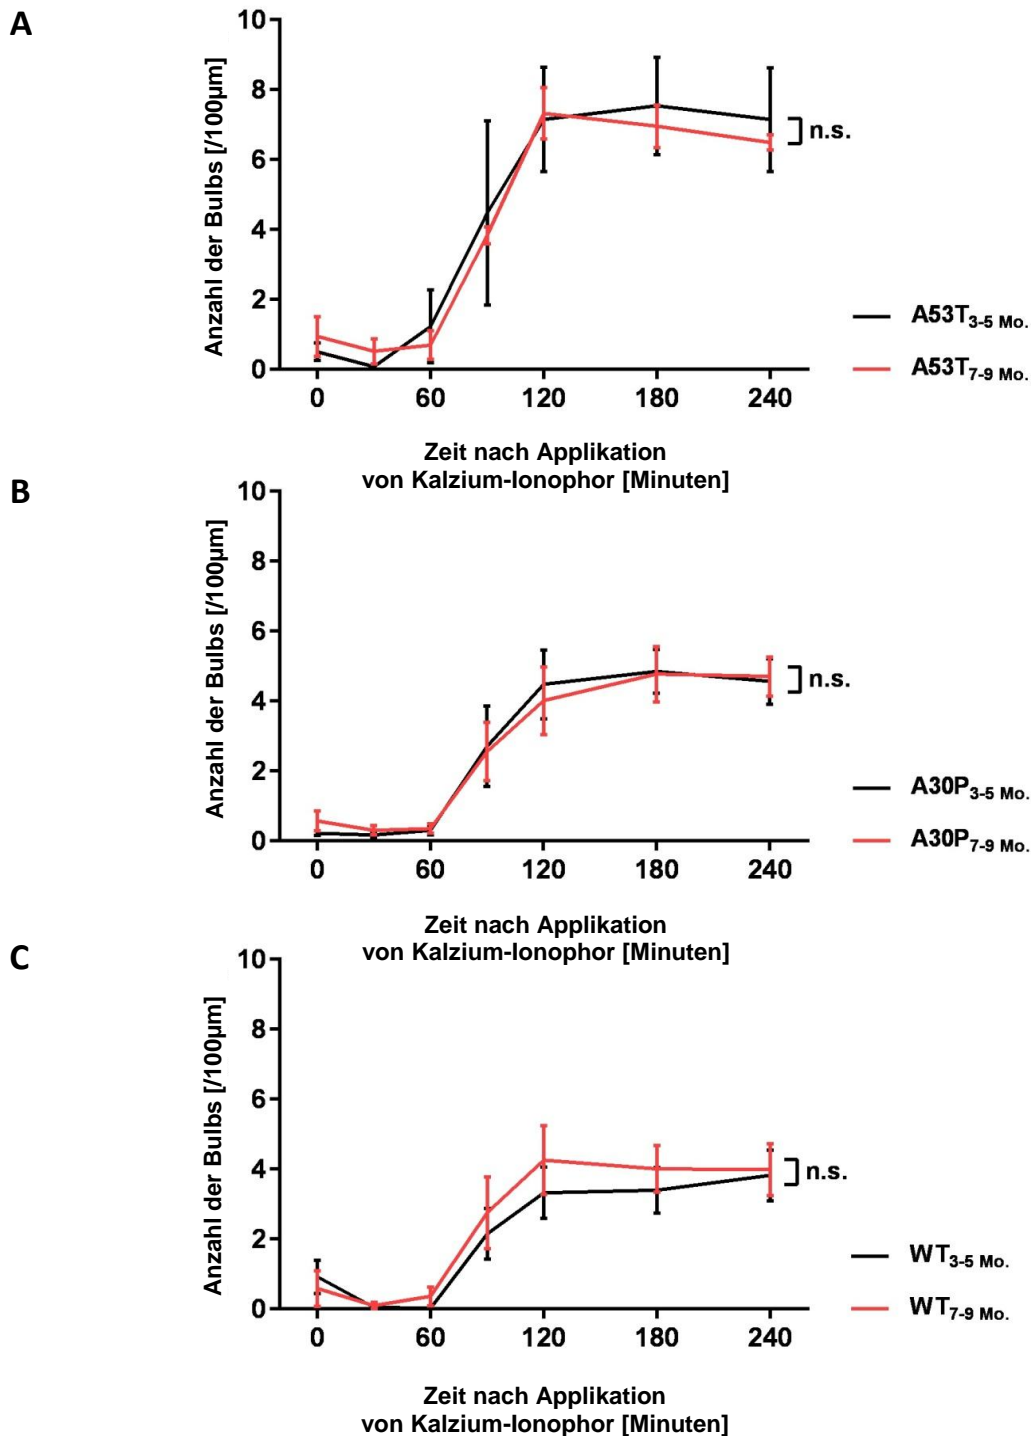 A
Anzahl der Bulbs [/100µm]
10
8
6
4
2
0
n.s.
A53T3-5 Mo.
A53T7-9 Mo.
0 60 120 180 240
Zeit nach Applikation
von Kalzium-Ionophor [Minuten]
B
Anzahl der Bulbs [/100µm]
10
8
6
4
2
0
n.s.
A30P3-5 Mo.
A30P7-9 Mo.
0 60 120 180 240
Zeit nach Applikation
von Kalzium-Ionophor [Minuten]
C
Anzahl der Bulbs [/100µm]
10
8
6
4
2
0
n.s.
WT3-5 Mo.
WT7-9 Mo.
0 60 120 180 240
Zeit nach Applikation
von Kalzium-Ionophor [Minuten]